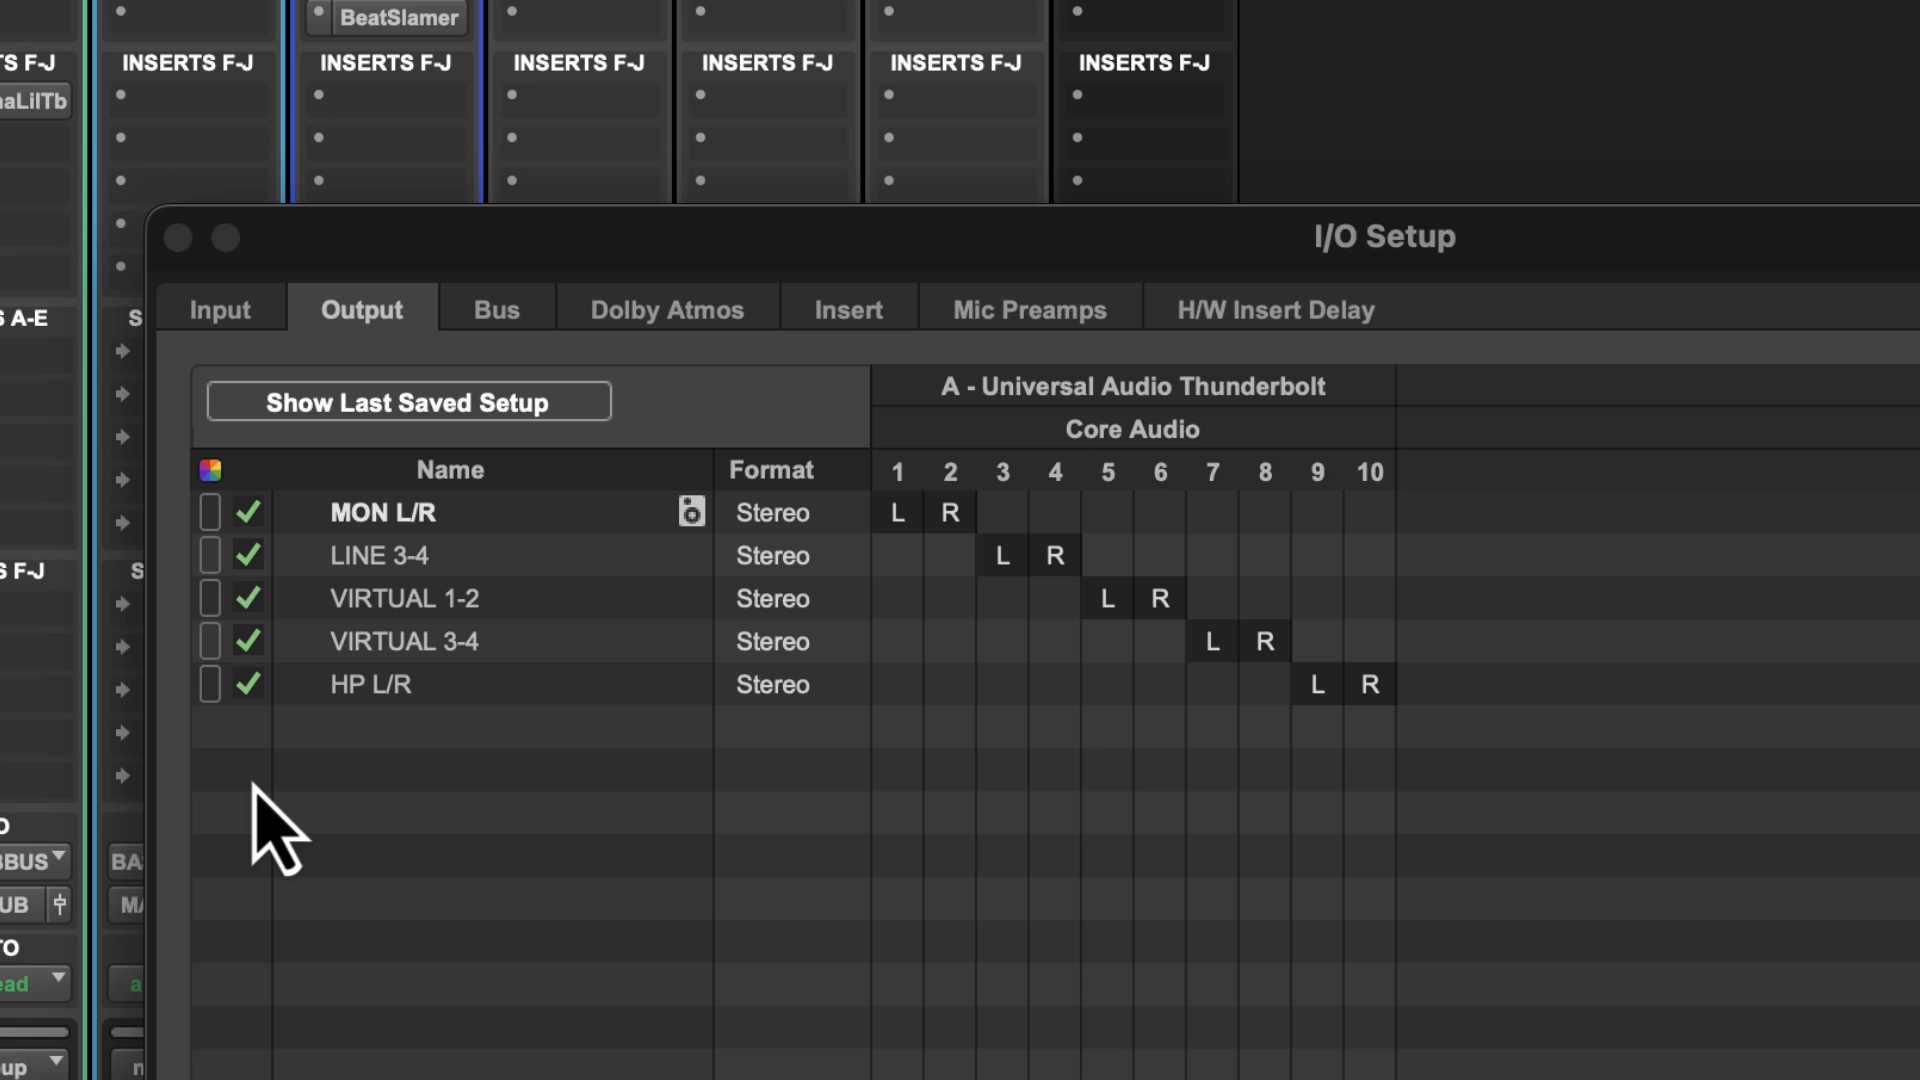 BeatSlamer
INSERTS F-J INSERTS F-J INSERTS F-J INSERTS F-J INSERTS F-J INSERTS F-J
I/O Setup
Input Output Bus Dolby Atmos Insert Mic Preamps H/W Insert Delay
A-E
F-J
Show Last Saved Setup
A - Universal Audio Thunderbolt
Core Audio
Name Format 1 2 3 4 5 6 7 8 9 10
MON L/R Stereo L R
LINE 3-4 Stereo L R
VIRTUAL 1-2 Stereo L R
VIRTUAL 3-4 Stereo L R
HP L/R Stereo L R